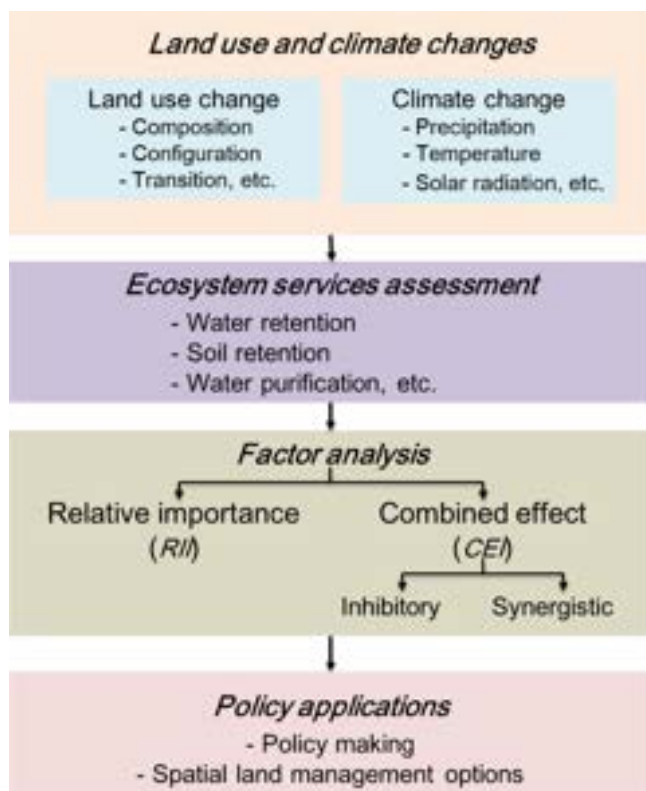 Land use and climate changes
Land use change
- Composition
- Configuration
- Transition, etc.
Climate change
- Precipitation
- Temperature
- Solar radiation, etc.
Ecosystem services assessment
- Water retention
- Soil retention
- Water purification, etc.
Factor analysis
Relative importance
(RII)
Combined effect
(CEI)
Inhibitory
Synergistic
Policy applications
- Policy making
- Spatial land management options